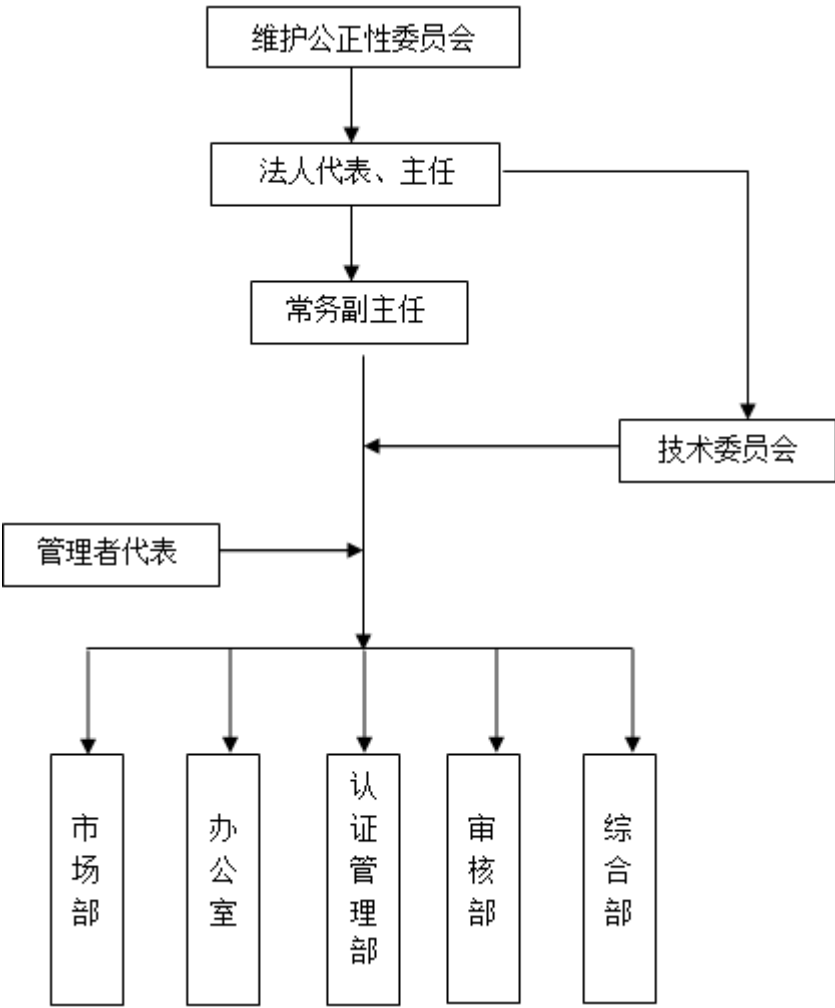 维护公正性委员会
法人代表、主任
常务副主任
技术委员会
管理者代表
市场部
办公室
认证管理部
审核部
综合部